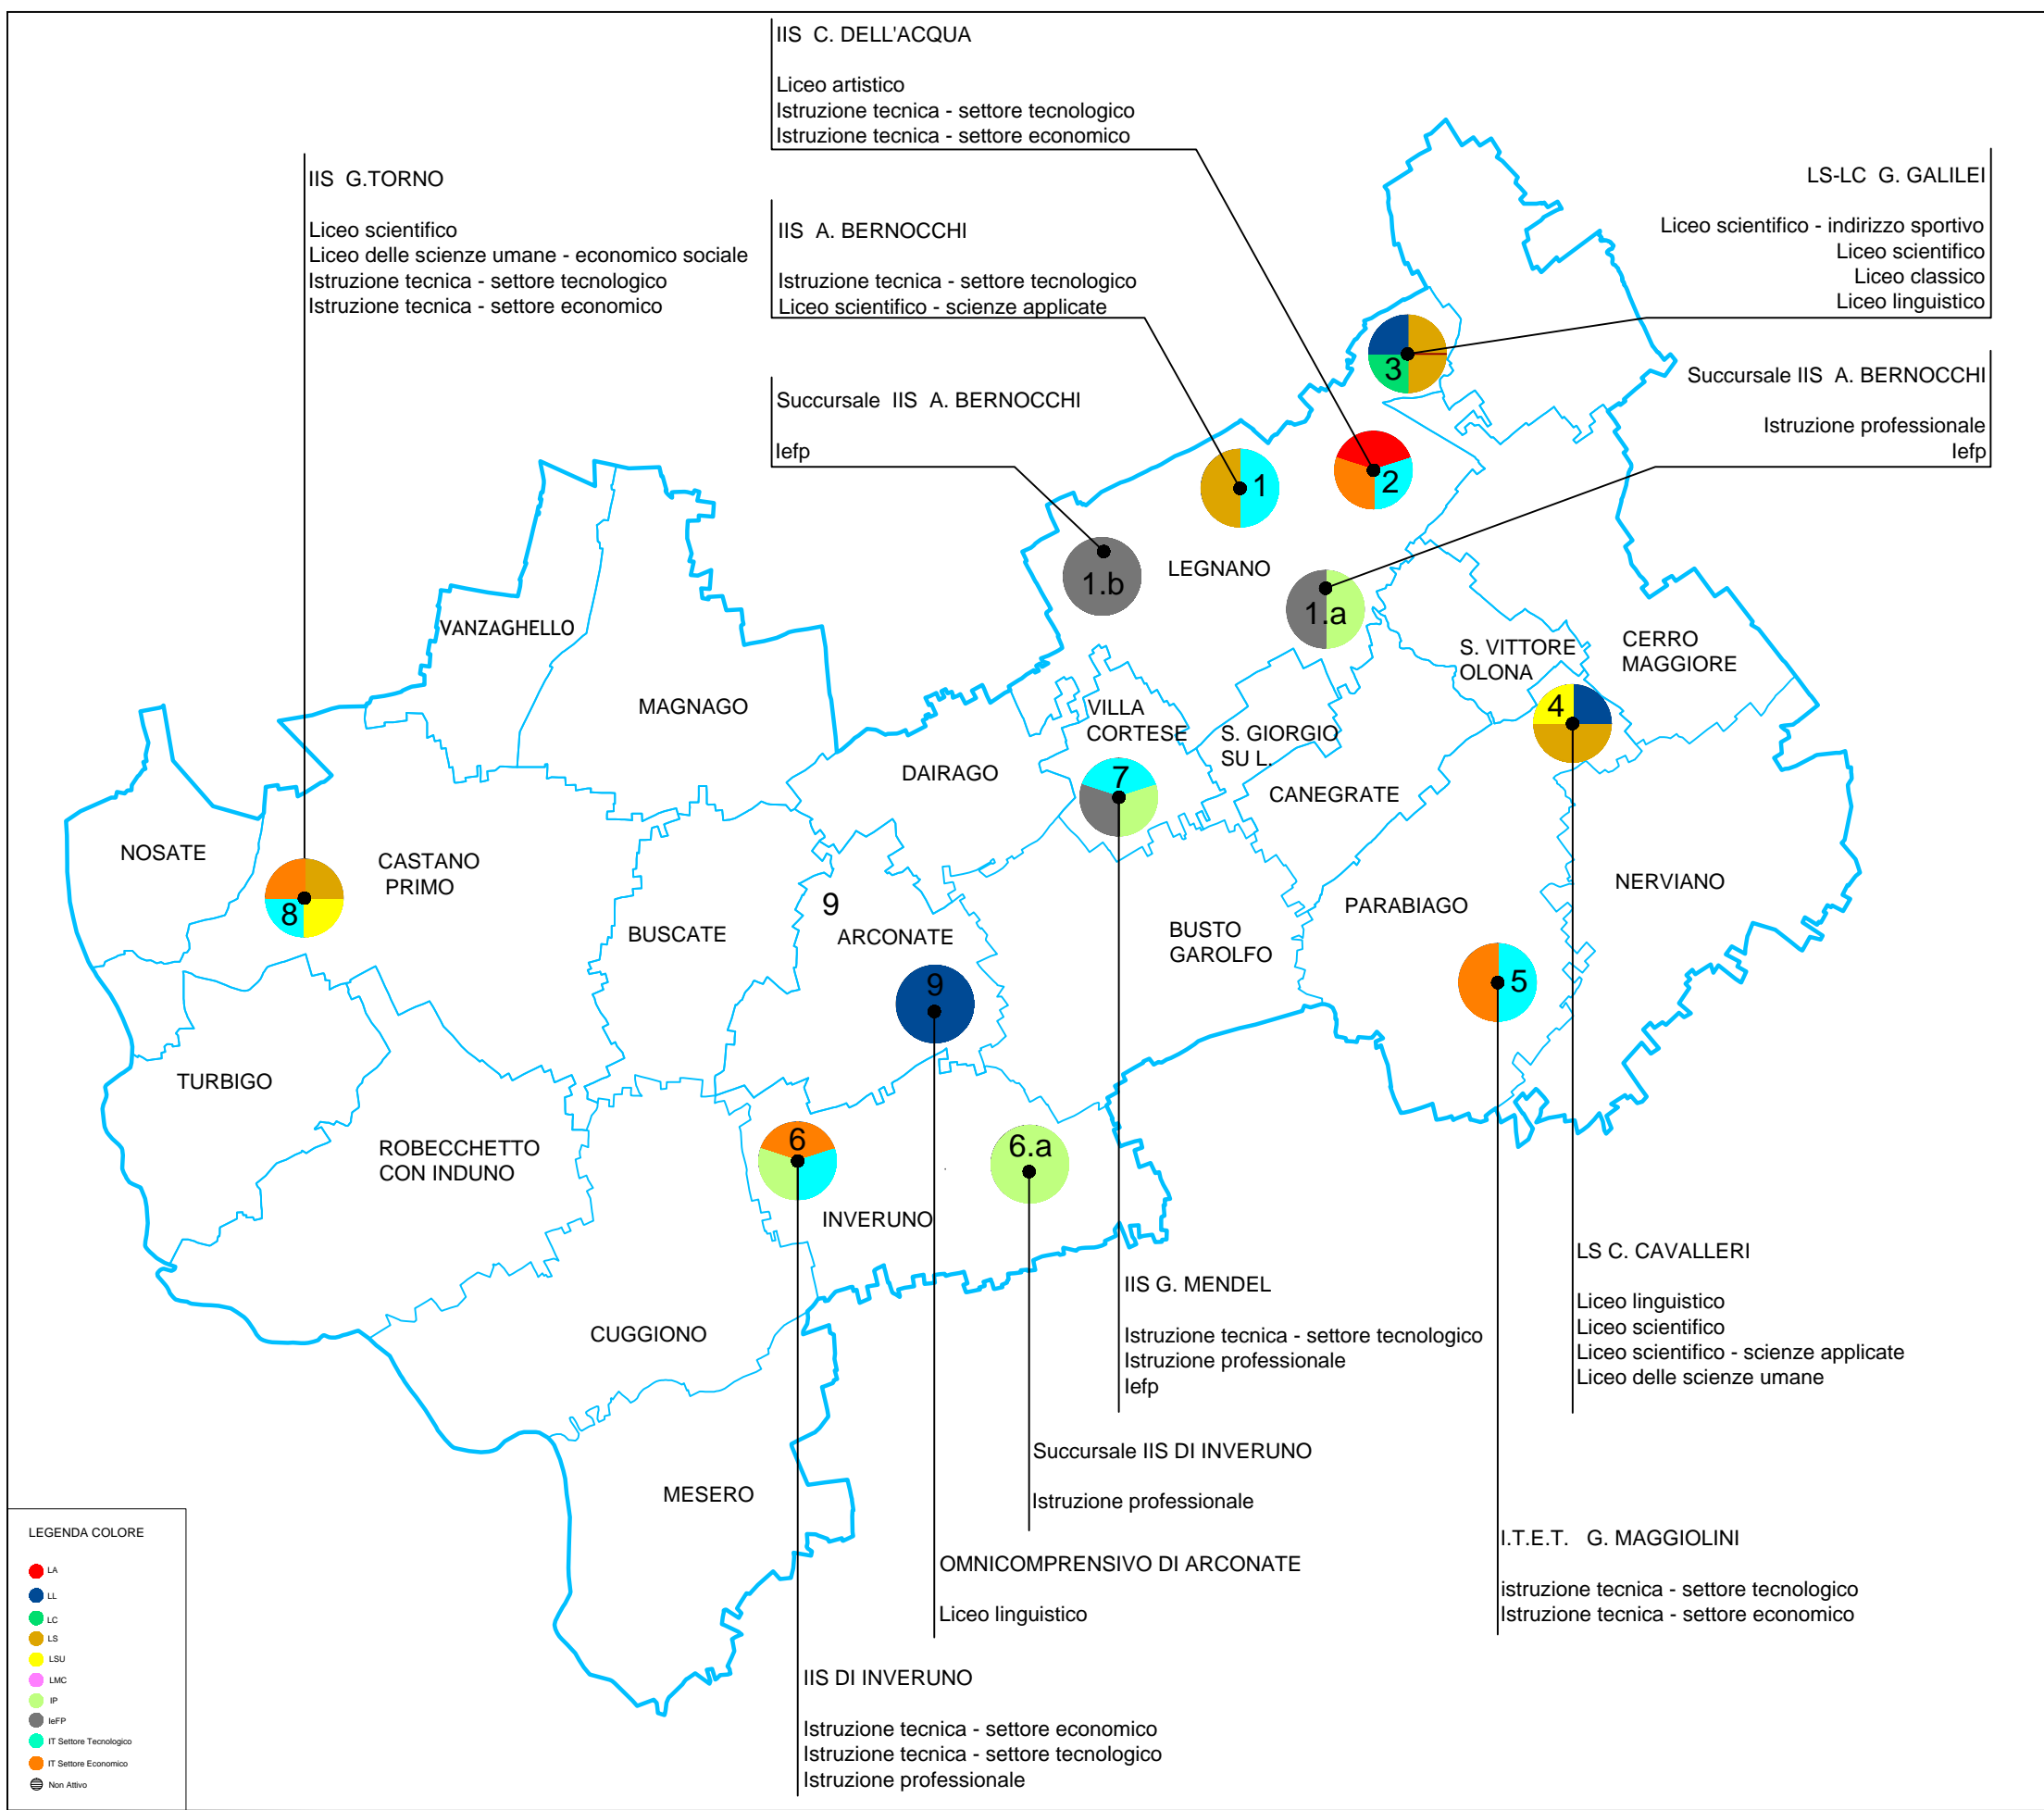 IIS  C. DELL'ACQUA
Liceo artistico
Istruzione tecnica - settore tecnologico
Istruzione tecnica - settore economico
IIS  G.TORNO
Liceo scientifico
Liceo delle scienze umane - economico sociale
Istruzione tecnica - settore tecnologico
Istruzione tecnica - settore economico
IIS  A. BERNOCCHI
Istruzione tecnica - settore tecnologico
Liceo scientifico - scienze applicate
LS-LC  G. GALILEI
Liceo scientifico - indirizzo sportivo
Liceo scientifico
Liceo classico
Liceo linguistico
Succursale  IIS  A. BERNOCCHI
Iefp
Succursale IIS  A. BERNOCCHI
Istruzione professionale
Iefp
3
2
1
1.b
LEGNANO
1.a
VANZAGHELLO
MAGNAGO
S. VITTORE
OLONA
CERRO
MAGGIORE
4
VILLA
CORTESE
S. GIORGIO
SU L.
DAIRAGO
7
CANEGRATE
NOSATE
CASTANO
PRIMO
8
9
ARCONATE
BUSCATE
BUSTO
GAROLFO
PARABIAGO
NERVIANO
5
9
TURBIGO
ROBECCHETTO
CON INDUNO
6
6.a
INVERUNO
CUGGIONO
MESERO
LS C. CAVALLERI
Liceo linguistico
Liceo scientifico
Liceo scientifico - scienze applicate
Liceo delle scienze umane
IIS G. MENDEL
Istruzione tecnica - settore tecnologico
Istruzione professionale
Iefp
Succursale IIS DI INVERUNO
Istruzione professionale
I.T.E.T.   G. MAGGIOLINI
istruzione tecnica - settore tecnologico
Istruzione tecnica - settore economico
OMNICOMPRENSIVO DI ARCONATE
Liceo linguistico
IIS DI INVERUNO
Istruzione tecnica - settore economico
Istruzione tecnica - settore tecnologico
Istruzione professionale
LEGENDA COLORE
LA
LL
LC
LS
LSU
LMC
IP
IeFP
IT Settore Tecnologico
IT Settore Economico
Non Attivo